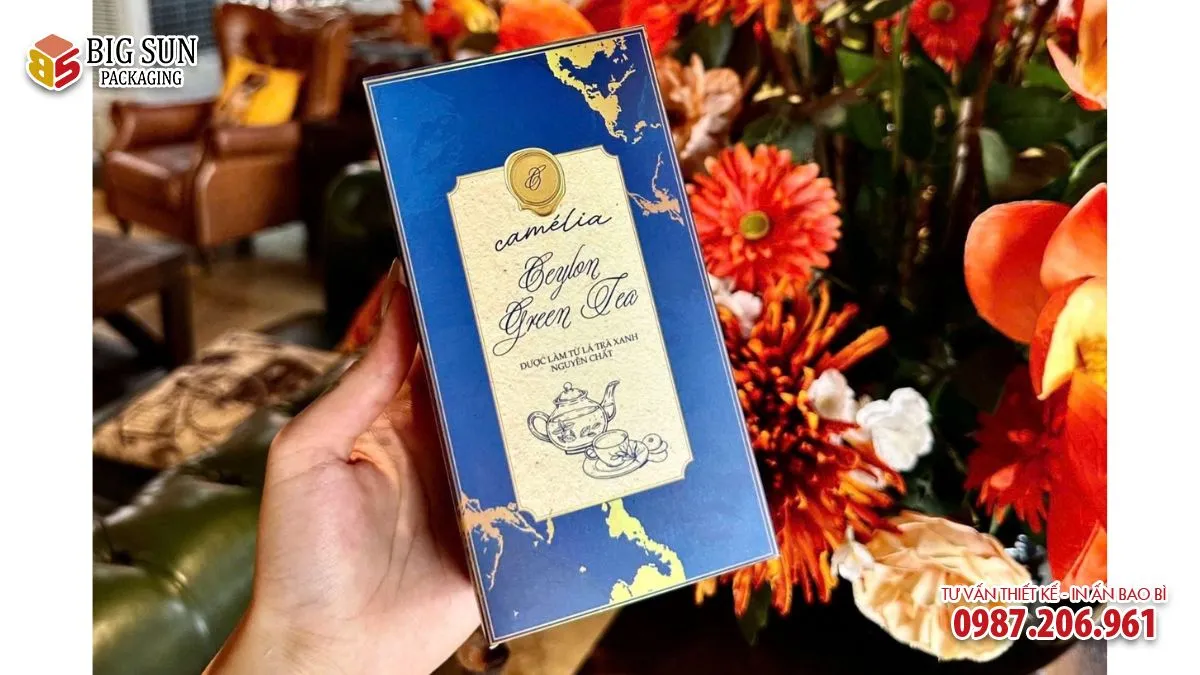 BIG SUN
PACKAGING
BS
C
camélia
Ceylon
Green Tea
ĐƯỢC LÀM TỪ LÁ TRÀ XANH
NGUYÊN CHẤT
TƯ VẤN THIẾT KẾ - IN ẤN BAO BÌ
0987.206.961